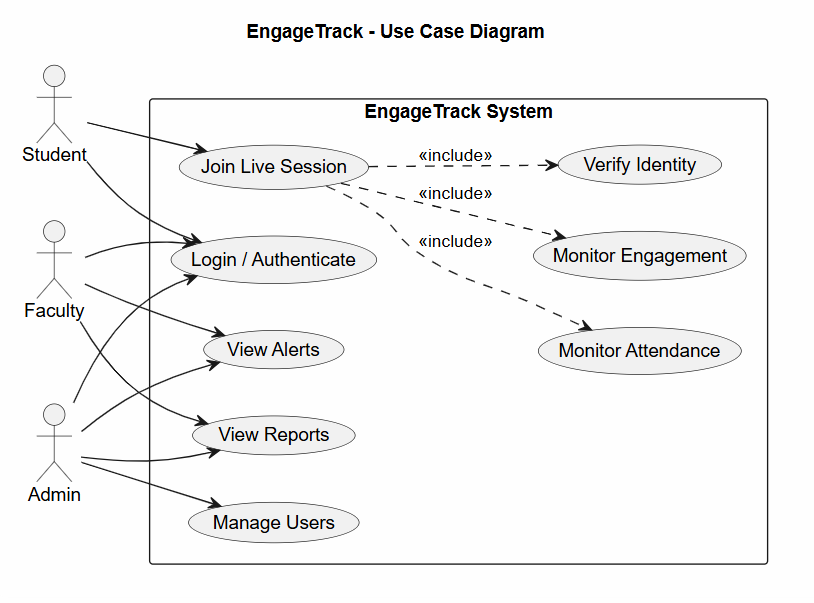 EngageTrack - Use Case Diagram
EngageTrack System
Student
Join Live Session
«include»
Verify Identity
«include»
Login / Authenticate
«include»
Monitor Engagement
Faculty
View Alerts
Monitor Attendance
View Reports
Admin
Manage Users